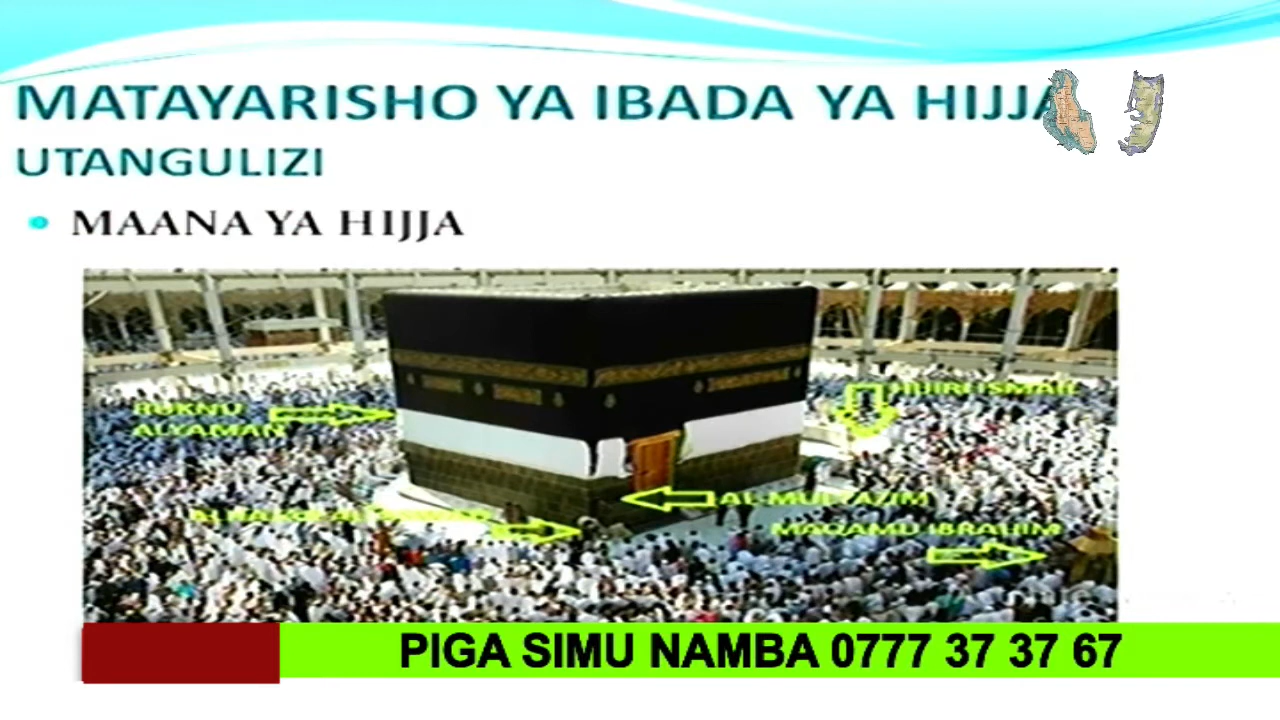 MATAYARISHO YA IBADA YA HIJJA
UTANGULIZI
MAANA YA HIJJA
RUKNU
ALYAMAN
HIJIRI ISMAIL
AL MULTAZIM
MAQAMU IBRAHIM
PIGA SIMU NAMBA 0777 37 37 67